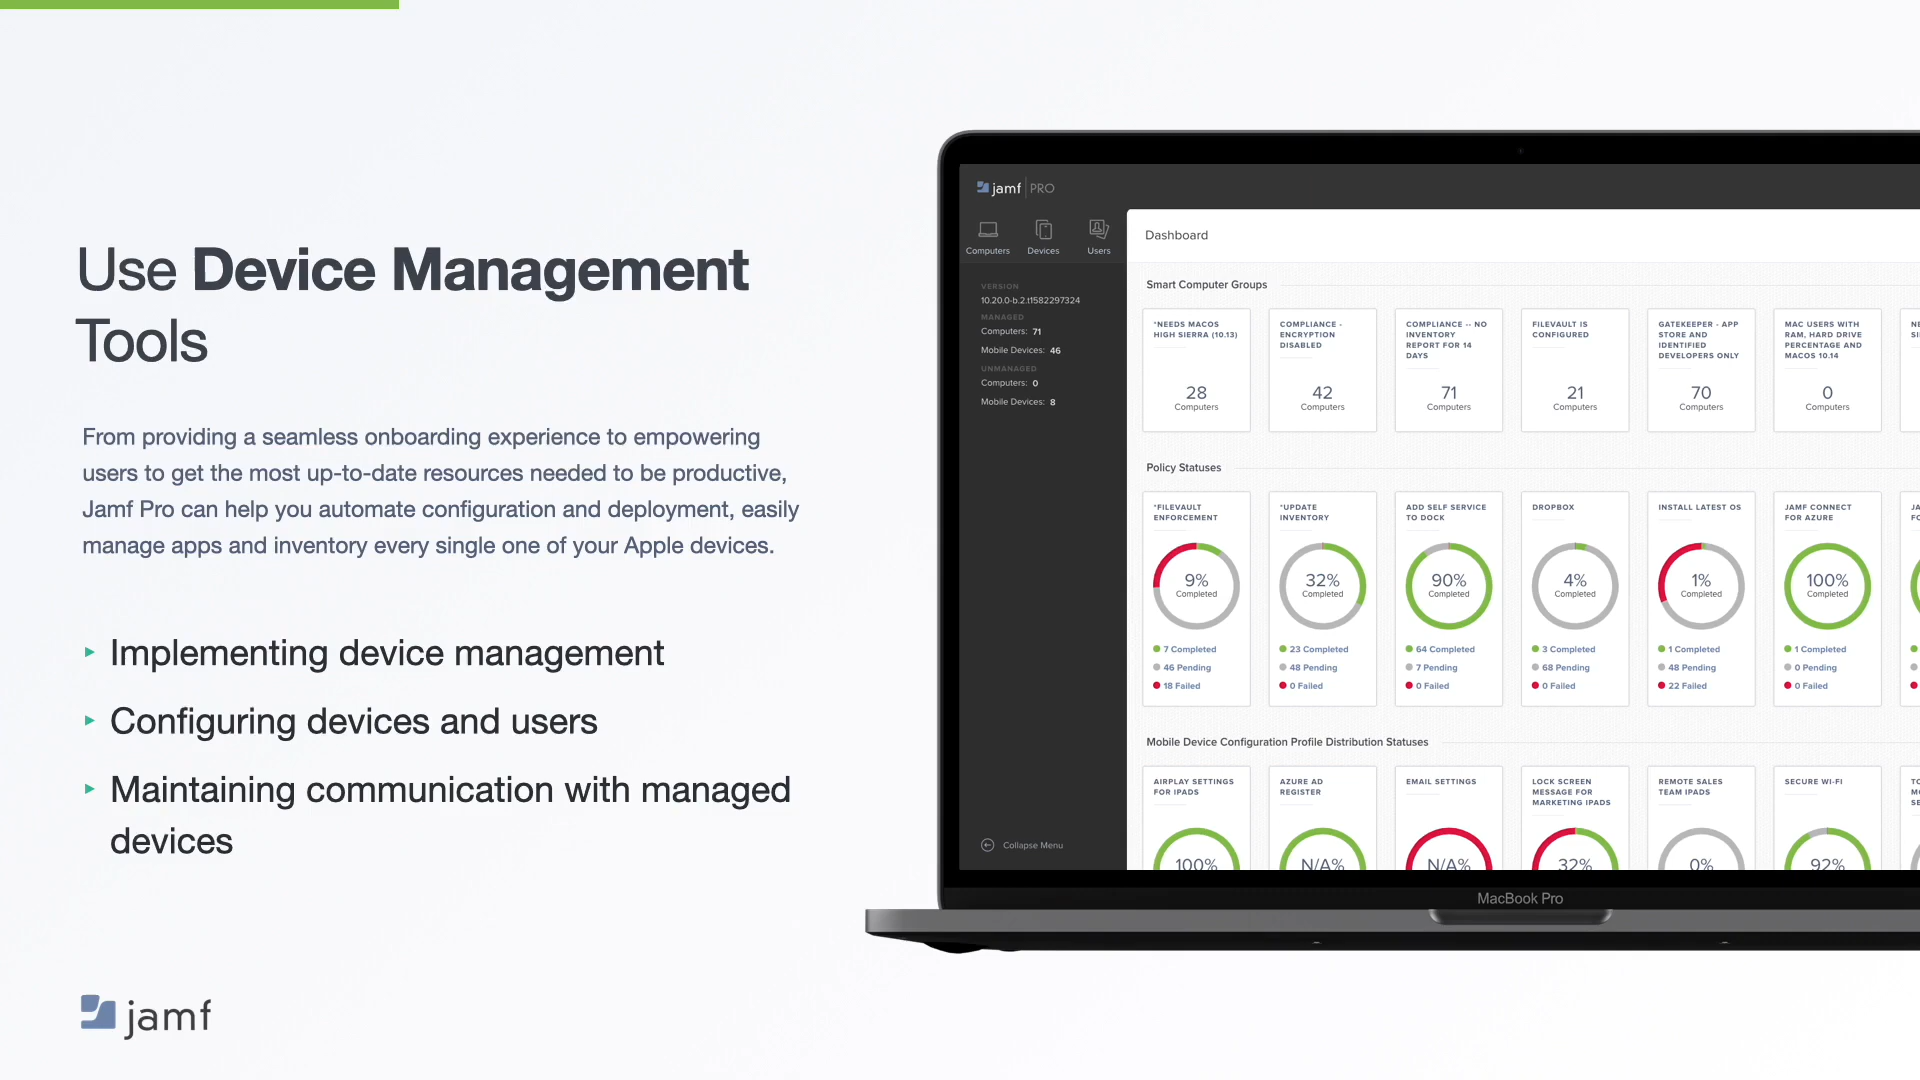 Use Device Management
Tools
From providing a seamless onboarding experience to empowering
users to get the most up-to-date resources needed to be productive,
Jamf Pro can help you automate configuration and deployment, easily
manage apps and inventory every single one of your Apple devices.
▸ Implementing device management
▸ Configuring devices and users
▸ Maintaining communication with managed
devices
jamf
jamf | PRO
Computers Devices Users
VERSION
10.20.0-b.2.t1582297324
MANAGED
Computers: 71
Mobile Devices: 46
UNMANAGED
Computers: 0
Mobile Devices: 8
Collapse Menu
Dashboard
Smart Computer Groups
*NEEDS MACOS
HIGH SIERRA (10.13)
28
Computers
COMPLIANCE -
ENCRYPTION
DISABLED
42
Computers
COMPLIANCE -- NO
INVENTORY
REPORT FOR 14
DAYS
71
Computers
FILEVAULT IS
CONFIGURED
21
Computers
GATEKEEPER - APP
STORE AND
IDENTIFIED
DEVELOPERS ONLY
70
Computers
MAC USERS WITH
RAM, HARD DRIVE
PERCENTAGE AND
MACOS 10.14
0
Computers
Policy Statuses
*FILEVAULT
ENFORCEMENT
9%
Completed
7 Completed
46 Pending
18 Failed
*UPDATE
INVENTORY
32%
Completed
23 Completed
48 Pending
0 Failed
ADD SELF SERVICE
TO DOCK
90%
Completed
64 Completed
7 Pending
0 Failed
DROPBOX
4%
Completed
3 Completed
68 Pending
0 Failed
INSTALL LATEST OS
1%
Completed
1 Completed
48 Pending
22 Failed
JAMF CONNECT
FOR AZURE
100%
Completed
1 Completed
0 Pending
0 Failed
Mobile Device Configuration Profile Distribution Statuses
AIRPLAY SETTINGS
FOR IPADS
100%
AZURE AD
REGISTER
N/A%
EMAIL SETTINGS
N/A%
LOCK SCREEN
MESSAGE FOR
MARKETING IPADS
32%
REMOTE SALES
TEAM IPADS
0%
SECURE WI-FI
92%
MacBook Pro